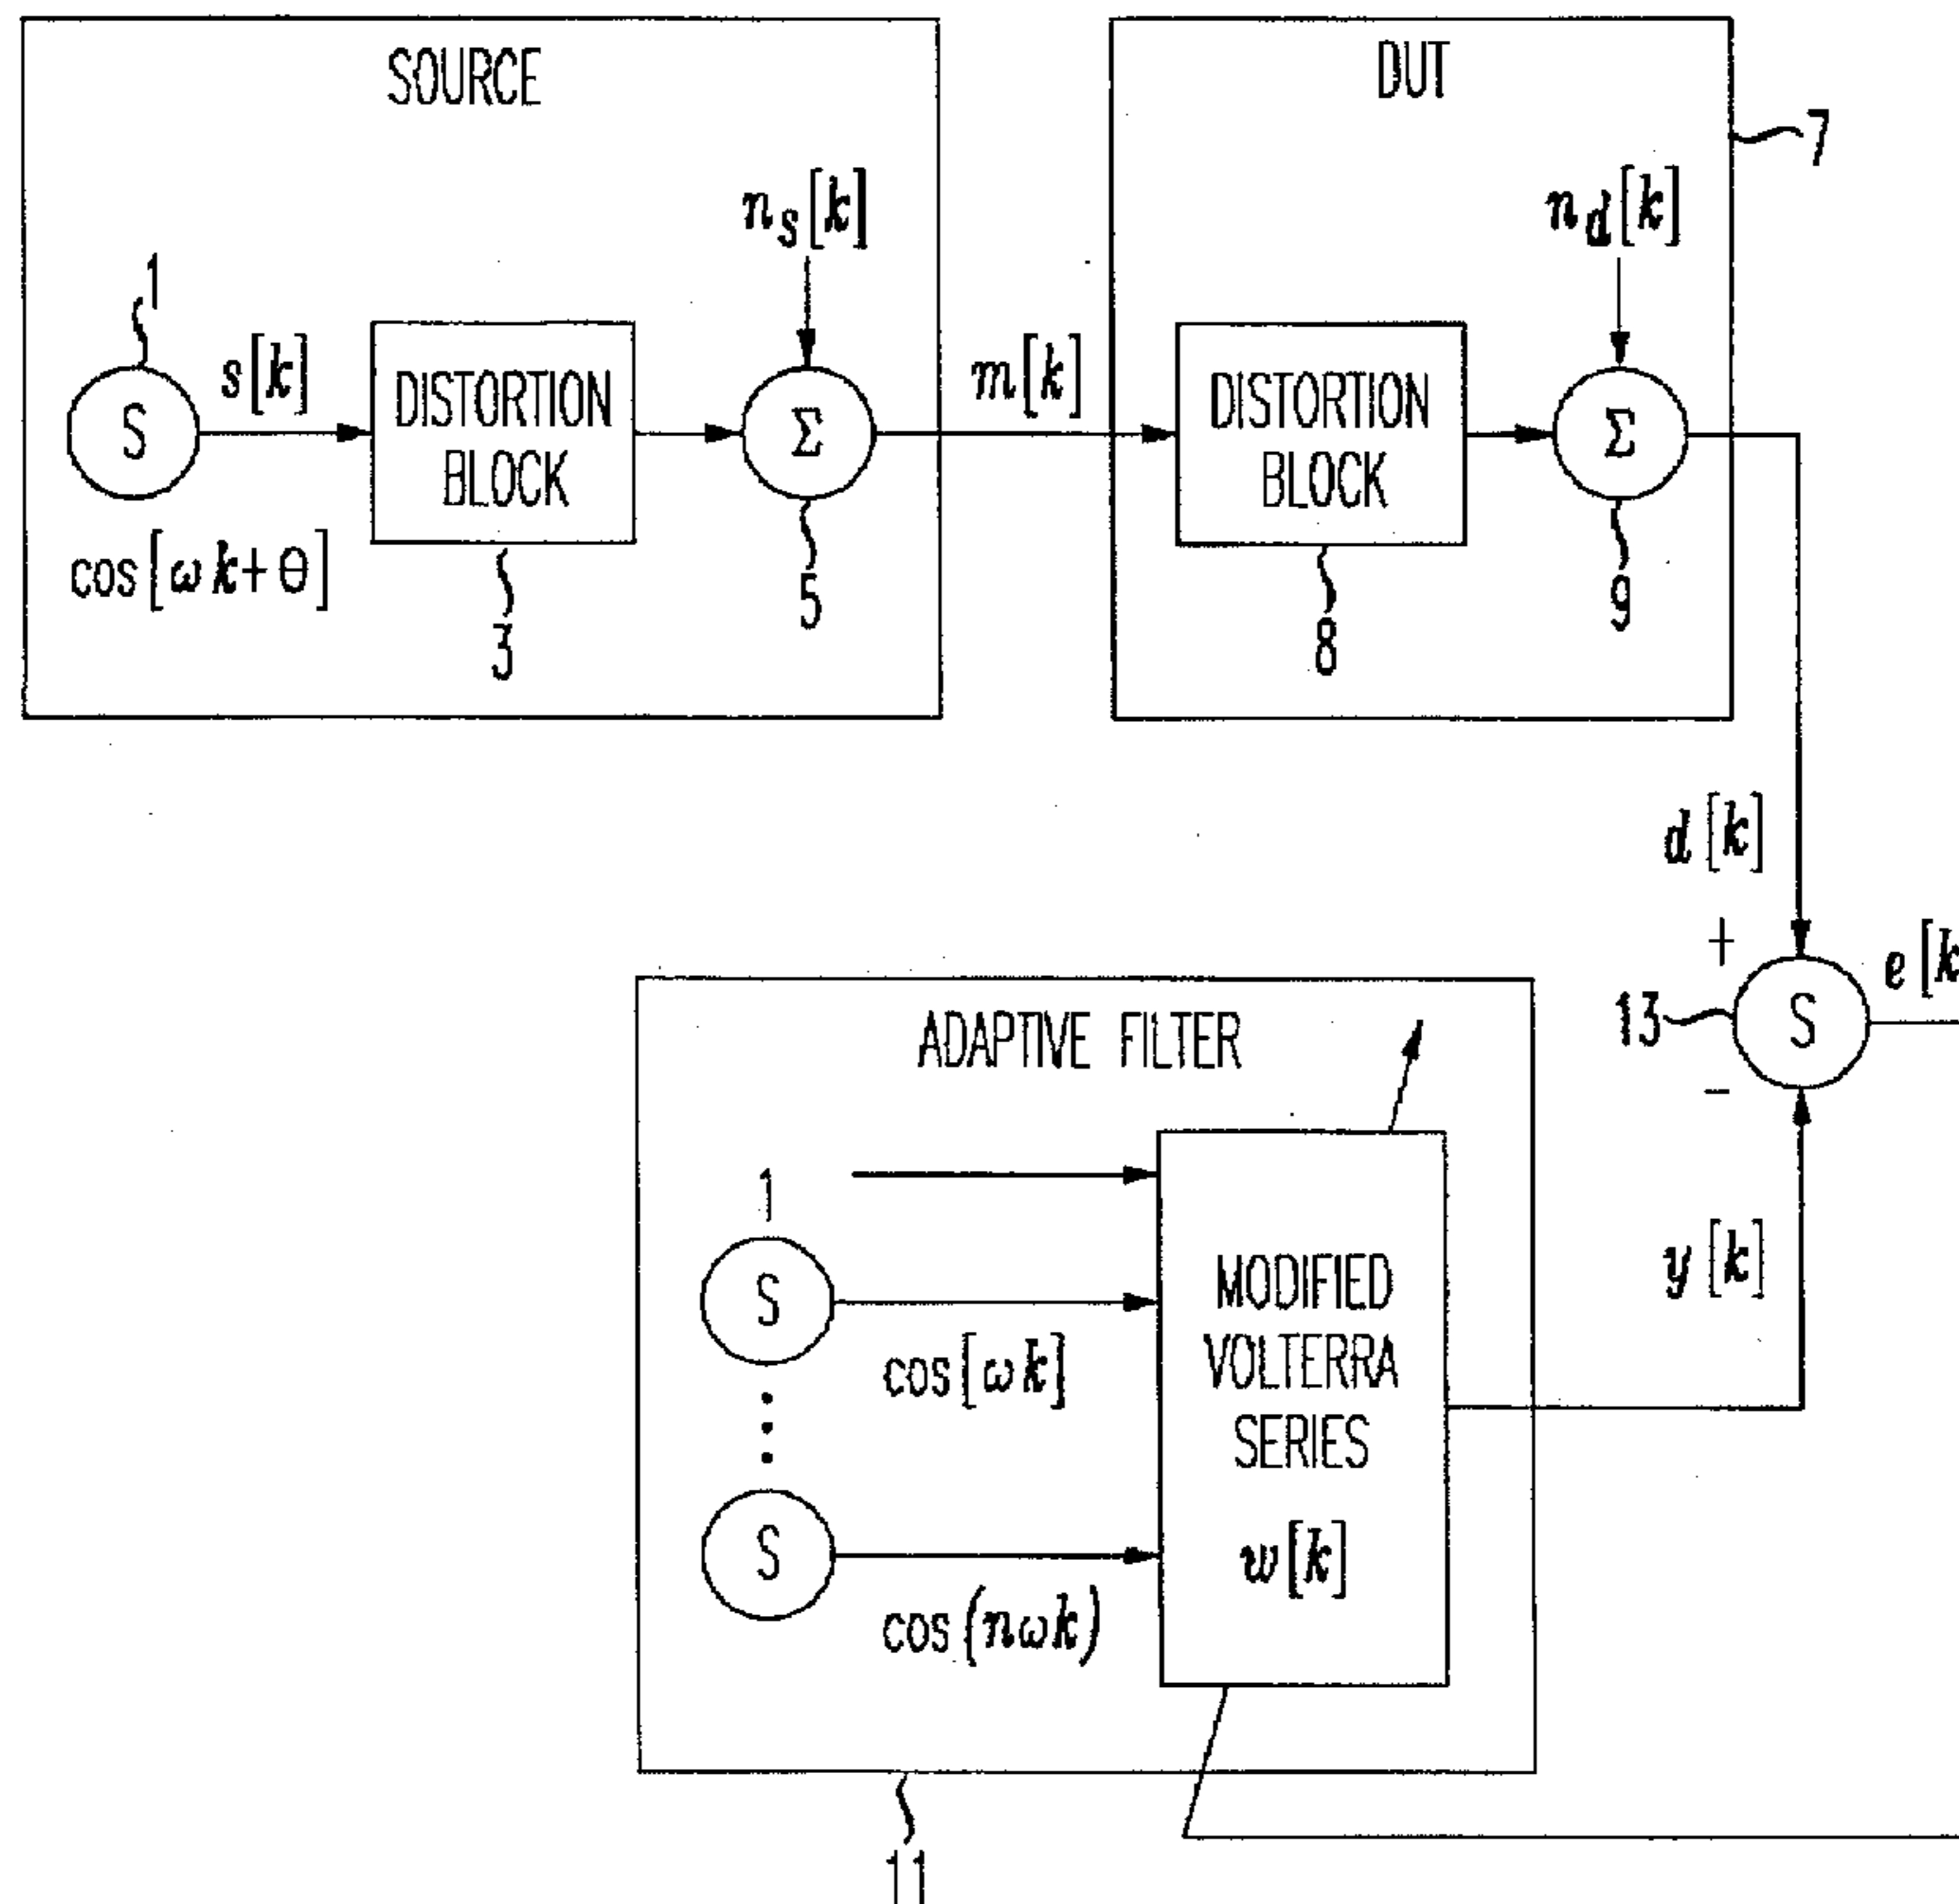 SOURCE
n_s[k]
1
S
s[k]
DISTORTION
BLOCK
Σ
cos[ωk+θ]
3
5
m[k]
DUT
7
n_d[k]
DISTORTION
BLOCK
Σ
8
9
d[k]
+
13
S
e[k
−
y[k]
ADAPTIVE FILTER
1
S
cos[ωk]
S
cos(nωk)
MODIFIED
VOLTERRA
SERIES
w[k]
11